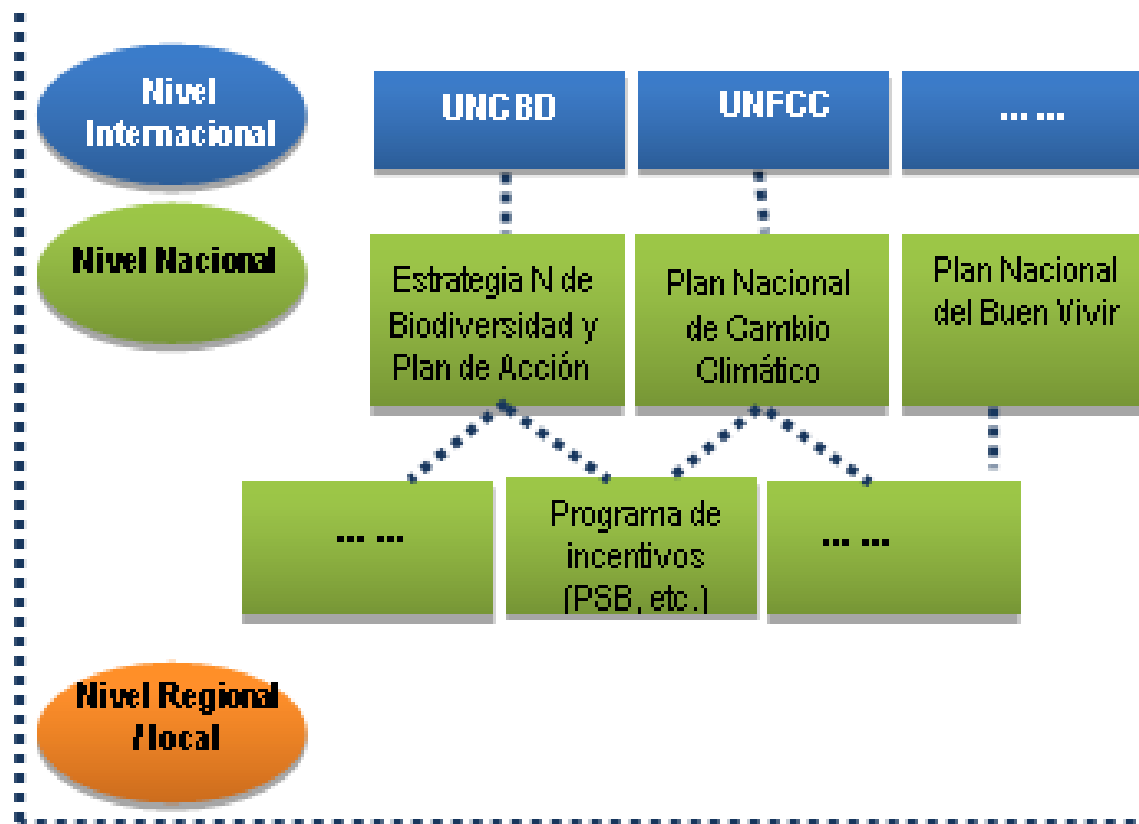 Nivel
Internacional
UNCBD
UNFCC
... ...
Nivel Nacional
Estrategia N de
Biodiversidad y
Plan de Acción
Plan Nacional
de Cambio
Climático
Plan Nacional
del Buen Vivir
... ...
Programa de
incentivos
(PSB, etc.)
... ...
Nivel Regional
/local